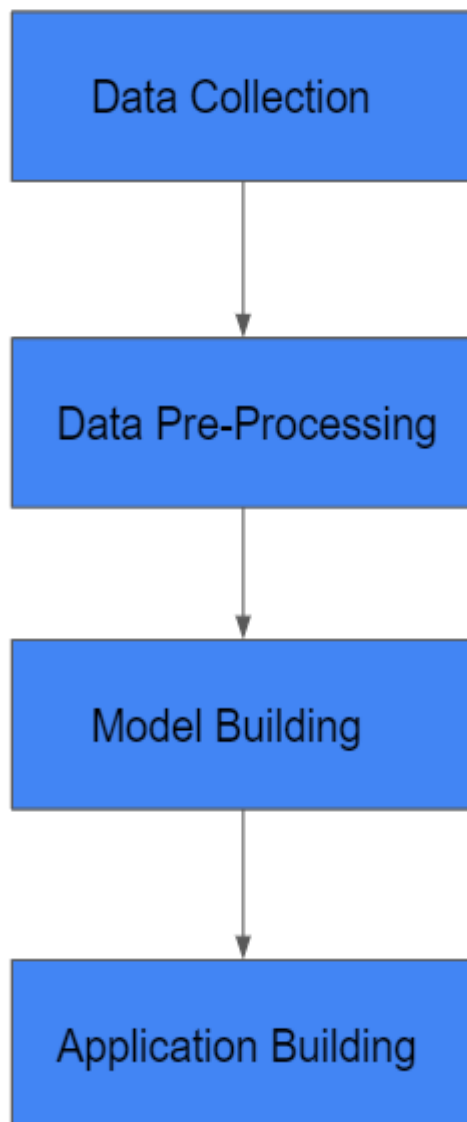 Data Collection
Data Pre-Processing
Model Building
Application Building